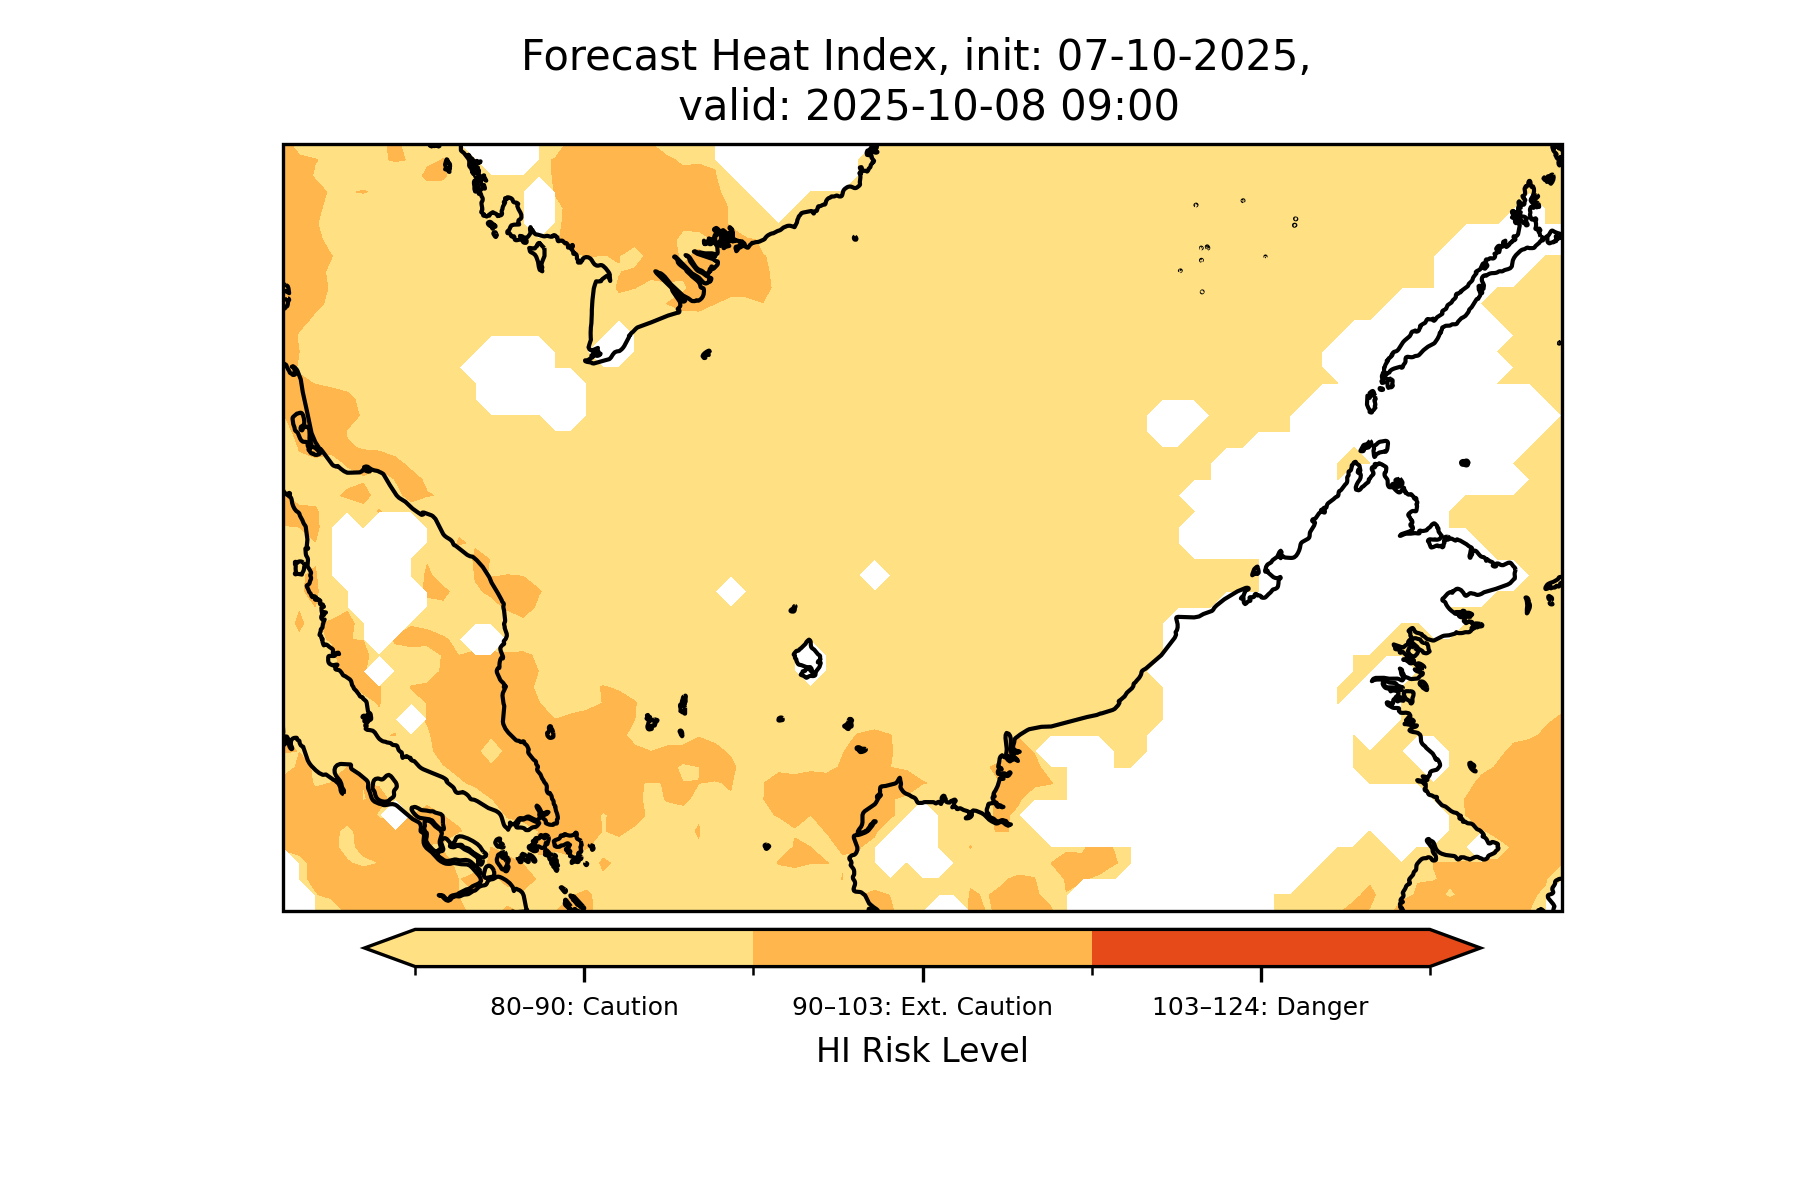 Forecast Heat Index, init: 07-10-2025,
valid: 2025-10-08 09:00
80–90: Caution
90–103: Ext. Caution
103–124: Danger
HI Risk Level